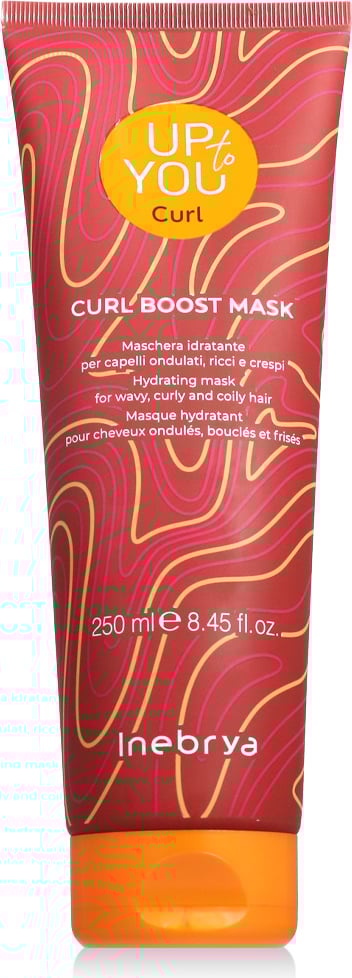 UP to
YOU
Curl
CURL BOOST MASK
Maschera idratante
per capelli ondulati, ricci e crespi
Hydrating mask
for wavy, curly and coily hair
Masque hydratant
pour cheveux ondulés, bouclés et frisés
250 ml e 8.45 fl.oz.
Inebrya